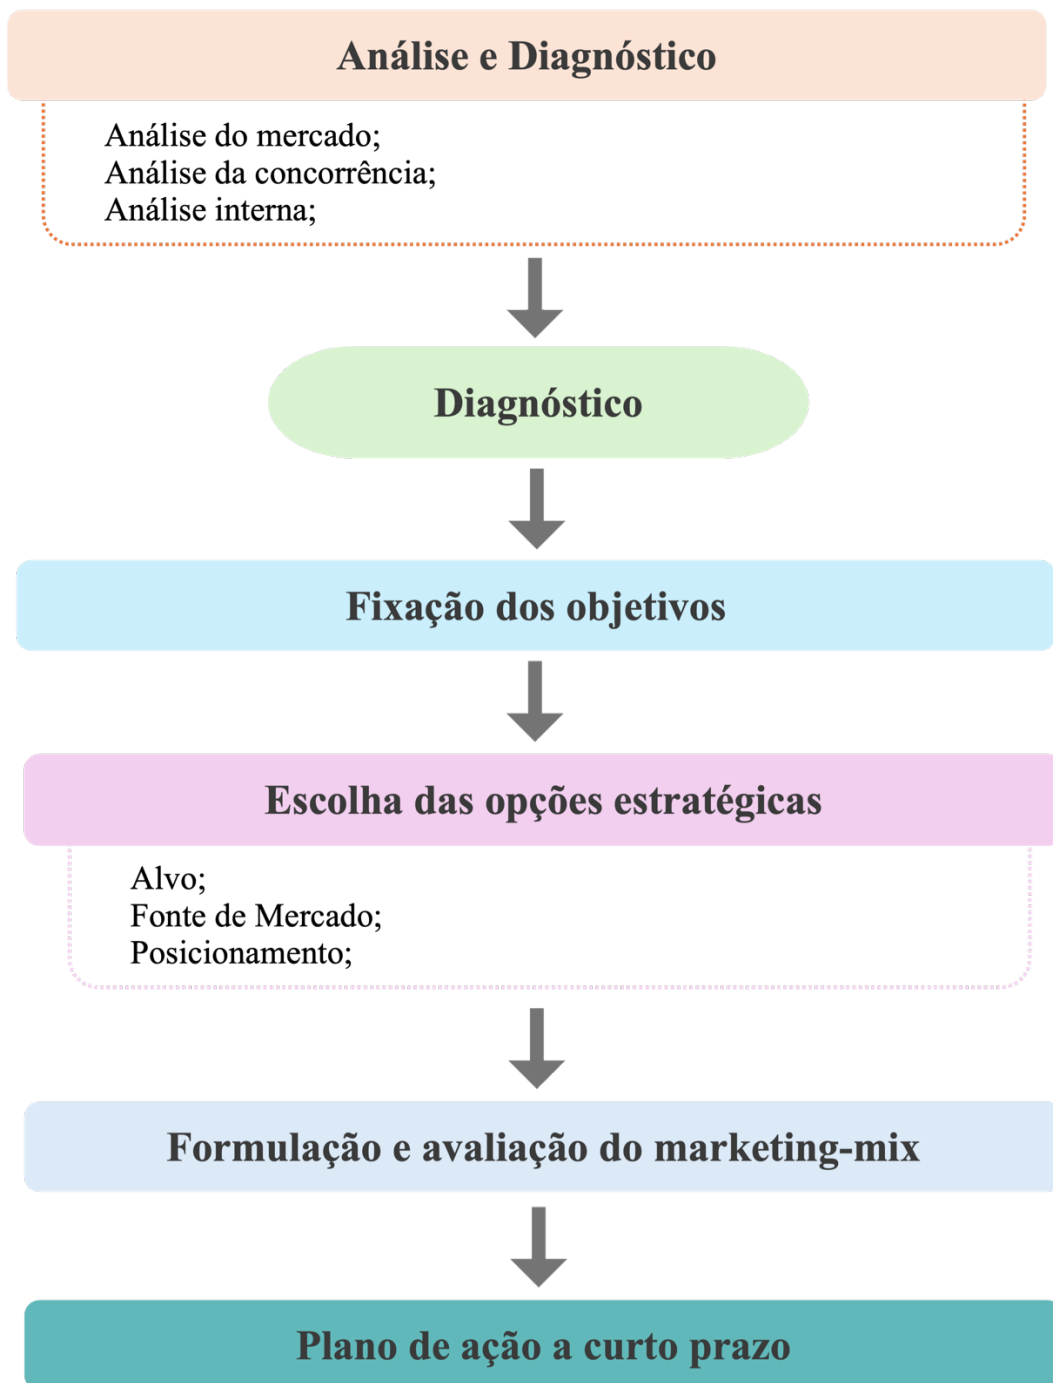 Análise e Diagnóstico
Análise do mercado;
Análise da concorrência;
Análise interna;
Diagnóstico
Fixação dos objetivos
Escolha das opções estratégicas
Alvo;
Fonte de Mercado;
Posicionamento;
Formulação e avaliação do marketing-mix
Plano de ação a curto prazo